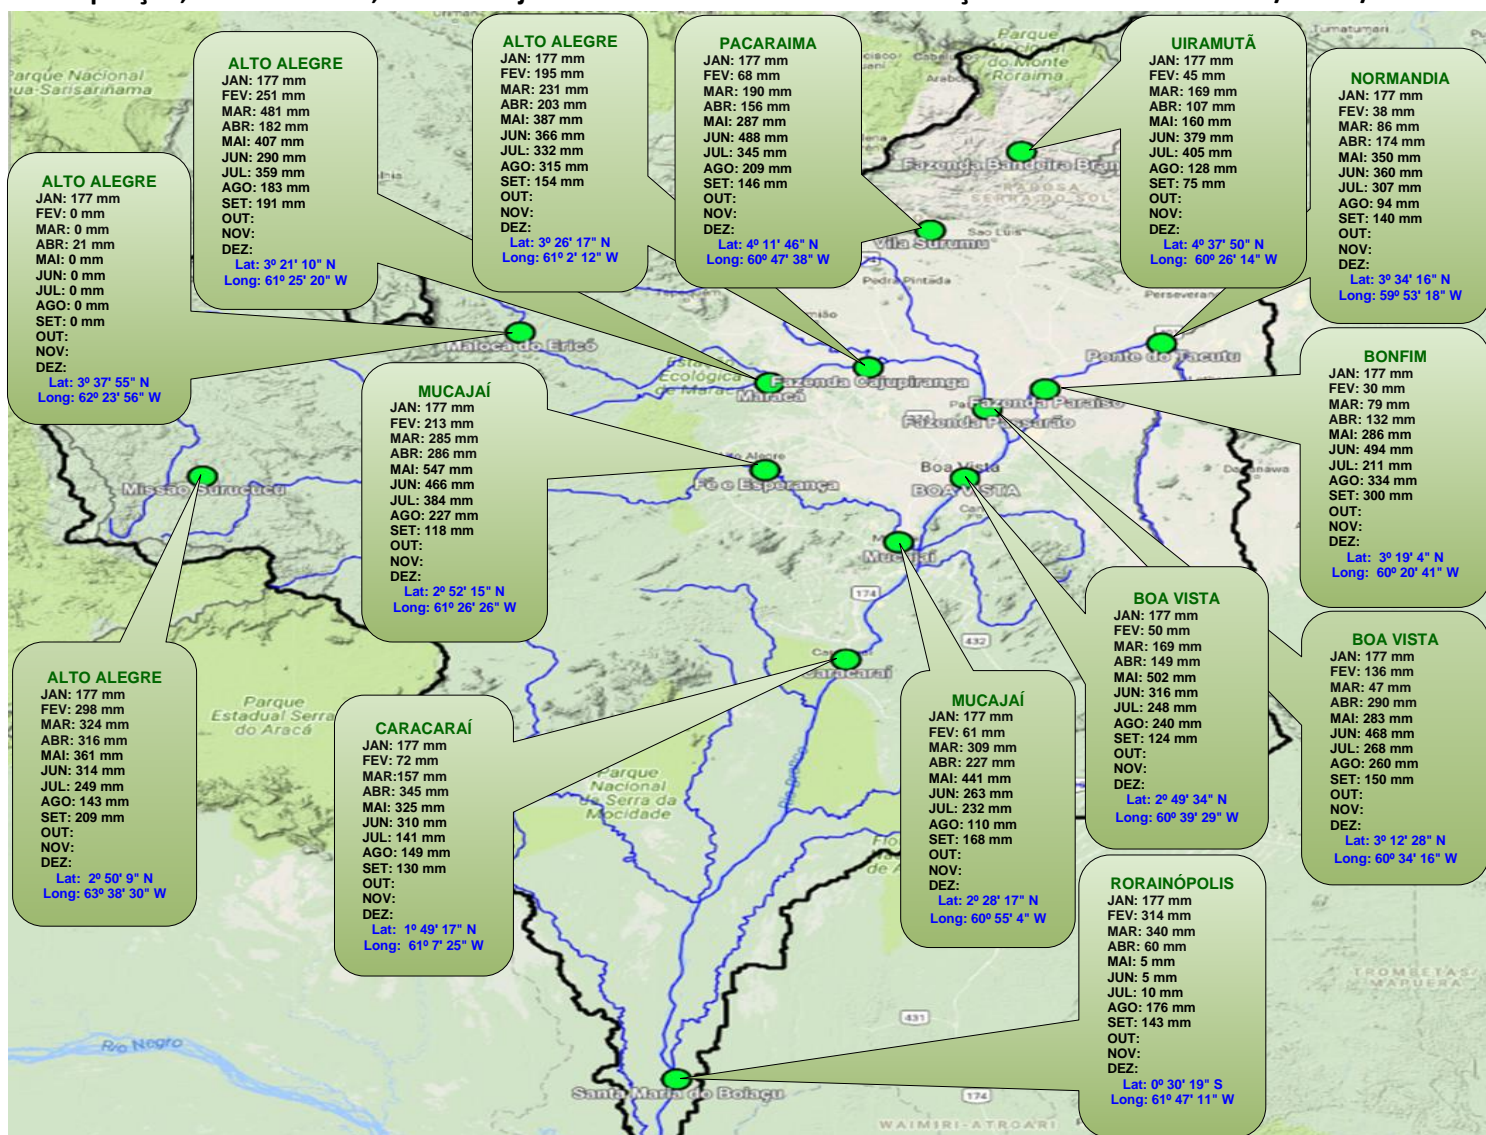 ALTO ALEGRE
JAN: 177 mm
FEV: 0 mm
MAR: 0 mm
ABR: 21 mm
MAI: 0 mm
JUN: 0 mm
JUL: 0 mm
AGO: 0 mm
SET: 0 mm
OUT:
NOV:
DEZ:
Lat: 3º 37' 55" N
Long: 62º 23' 56" W
ALTO ALEGRE
JAN: 177 mm
FEV: 251 mm
MAR: 481 mm
ABR: 182 mm
MAI: 407 mm
JUN: 290 mm
JUL: 359 mm
AGO: 183 mm
SET: 191 mm
OUT:
NOV:
DEZ:
Lat: 3º 21' 10" N
Long: 61º 25' 20" W
ALTO ALEGRE
JAN: 177 mm
FEV: 195 mm
MAR: 231 mm
ABR: 203 mm
MAI: 387 mm
JUN: 366 mm
JUL: 332 mm
AGO: 315 mm
SET: 154 mm
OUT:
NOV:
DEZ:
Lat: 3º 26' 17" N
Long: 61º 2' 12" W
PACARAIMA
JAN: 177 mm
FEV: 68 mm
MAR: 190 mm
ABR: 156 mm
MAI: 287 mm
JUN: 488 mm
JUL: 345 mm
AGO: 209 mm
SET: 146 mm
OUT:
NOV:
DEZ:
Lat: 4º 11' 46" N
Long: 60º 47' 38" W
UIRAMUTÃ
JAN: 177 mm
FEV: 45 mm
MAR: 169 mm
ABR: 107 mm
MAI: 160 mm
JUN: 379 mm
JUL: 405 mm
AGO: 128 mm
SET: 75 mm
OUT:
NOV:
DEZ:
Lat: 4º 37' 50" N
Long: 60º 26' 14" W
NORMANDIA
JAN: 177 mm
FEV: 38 mm
MAR: 86 mm
ABR: 174 mm
MAI: 350 mm
JUN: 360 mm
JUL: 307 mm
AGO: 94 mm
SET: 140 mm
OUT:
NOV:
DEZ:
Lat: 3º 34' 16" N
Long: 59º 53' 18" W
MUCAJAÍ
JAN: 177 mm
FEV: 213 mm
MAR: 285 mm
ABR: 286 mm
MAI: 547 mm
JUN: 466 mm
JUL: 384 mm
AGO: 227 mm
SET: 118 mm
OUT:
NOV:
DEZ:
Lat: 2º 52' 15" N
Long: 61º 26' 26" W
BONFIM
JAN: 177 mm
FEV: 30 mm
MAR: 79 mm
ABR: 132 mm
MAI: 286 mm
JUN: 494 mm
JUL: 211 mm
AGO: 334 mm
SET: 300 mm
OUT:
NOV:
DEZ:
Lat: 3º 19' 4" N
Long: 60º 20' 41" W
ALTO ALEGRE
JAN: 177 mm
FEV: 298 mm
MAR: 324 mm
ABR: 316 mm
MAI: 361 mm
JUN: 314 mm
JUL: 249 mm
AGO: 143 mm
SET: 209 mm
OUT:
NOV:
DEZ:
Lat: 2º 50' 9" N
Long: 63º 38' 30" W
CARACARAÍ
JAN: 177 mm
FEV: 72 mm
MAR:157 mm
ABR: 345 mm
MAI: 325 mm
JUN: 310 mm
JUL: 141 mm
AGO: 149 mm
SET: 130 mm
OUT:
NOV:
DEZ:
Lat: 1º 49' 17" N
Long: 61º 7' 25" W
MUCAJAÍ
JAN: 177 mm
FEV: 61 mm
MAR: 309 mm
ABR: 227 mm
MAI: 441 mm
JUN: 263 mm
JUL: 232 mm
AGO: 110 mm
SET: 168 mm
OUT:
NOV:
DEZ:
Lat: 2º 28' 17" N
Long: 60º 55' 4" W
BOA VISTA
JAN: 177 mm
FEV: 50 mm
MAR: 169 mm
ABR: 149 mm
MAI: 502 mm
JUN: 316 mm
JUL: 248 mm
AGO: 240 mm
SET: 124 mm
OUT:
NOV:
DEZ:
Lat: 2º 49' 34" N
Long: 60º 39' 29" W
BOA VISTA
JAN: 177 mm
FEV: 136 mm
MAR: 47 mm
ABR: 290 mm
MAI: 283 mm
JUN: 468 mm
JUL: 268 mm
AGO: 260 mm
SET: 150 mm
OUT:
NOV:
DEZ:
Lat: 3º 12' 28" N
Long: 60º 34' 16" W
RORAINÓPOLIS
JAN: 177 mm
FEV: 314 mm
MAR: 340 mm
ABR: 60 mm
MAI: 5 mm
JUN: 5 mm
JUL: 10 mm
AGO: 176 mm
SET: 143 mm
OUT:
NOV:
DEZ:
Lat: 0º 30' 19" S
Long: 61º 47' 11" W
Parque
do Monte
Roraima
Tumatumari
Fazenda Bandeira
RAPOSA
SERRA DO SOL
Vila Surumu
São Luís
Pedra Pintada
Maloca do Ericó
Ecológica
de Maracá
Maracá
Fazenda Cajupiranga
Ponte do Tacutu
Fazenda Paraíso
Fazenda Passarão
Missão Surucucu
Fé e Esperança
Boa Vista
BOA VISTA
Mucajaí
174
432
Caracaraí
Parque
Estadual Serra
do Aracá
Parque
Nacional
da Serra da
Mocidade
Rio Branco
Rio Negro
431
Santa Maria do Boiaçu
174
TROMBETAS/
MAPUERA
WAIMIRI-ATROARI